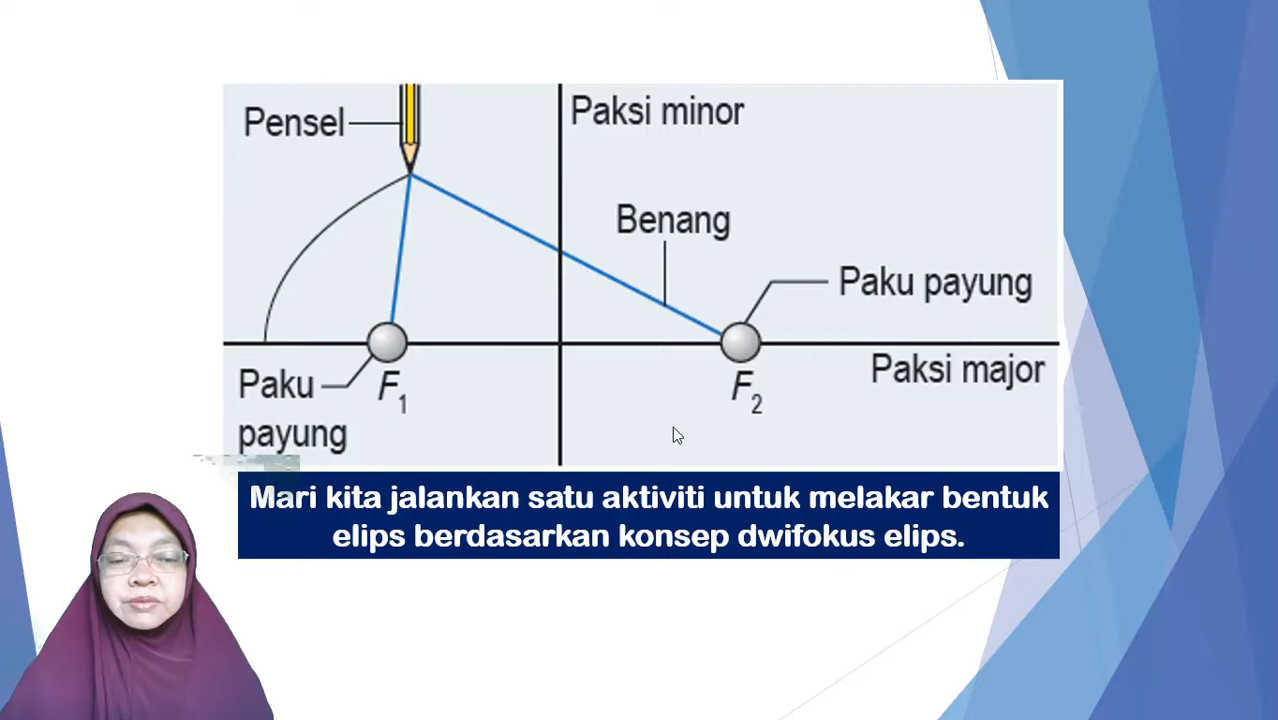 Pensel
Paksi minor
Benang
Paku payung
Paksi major
Paku
payung
F1
F2
Mari kita jalankan satu aktiviti untuk melakar bentuk
elips berdasarkan konsep dwifokus elips.